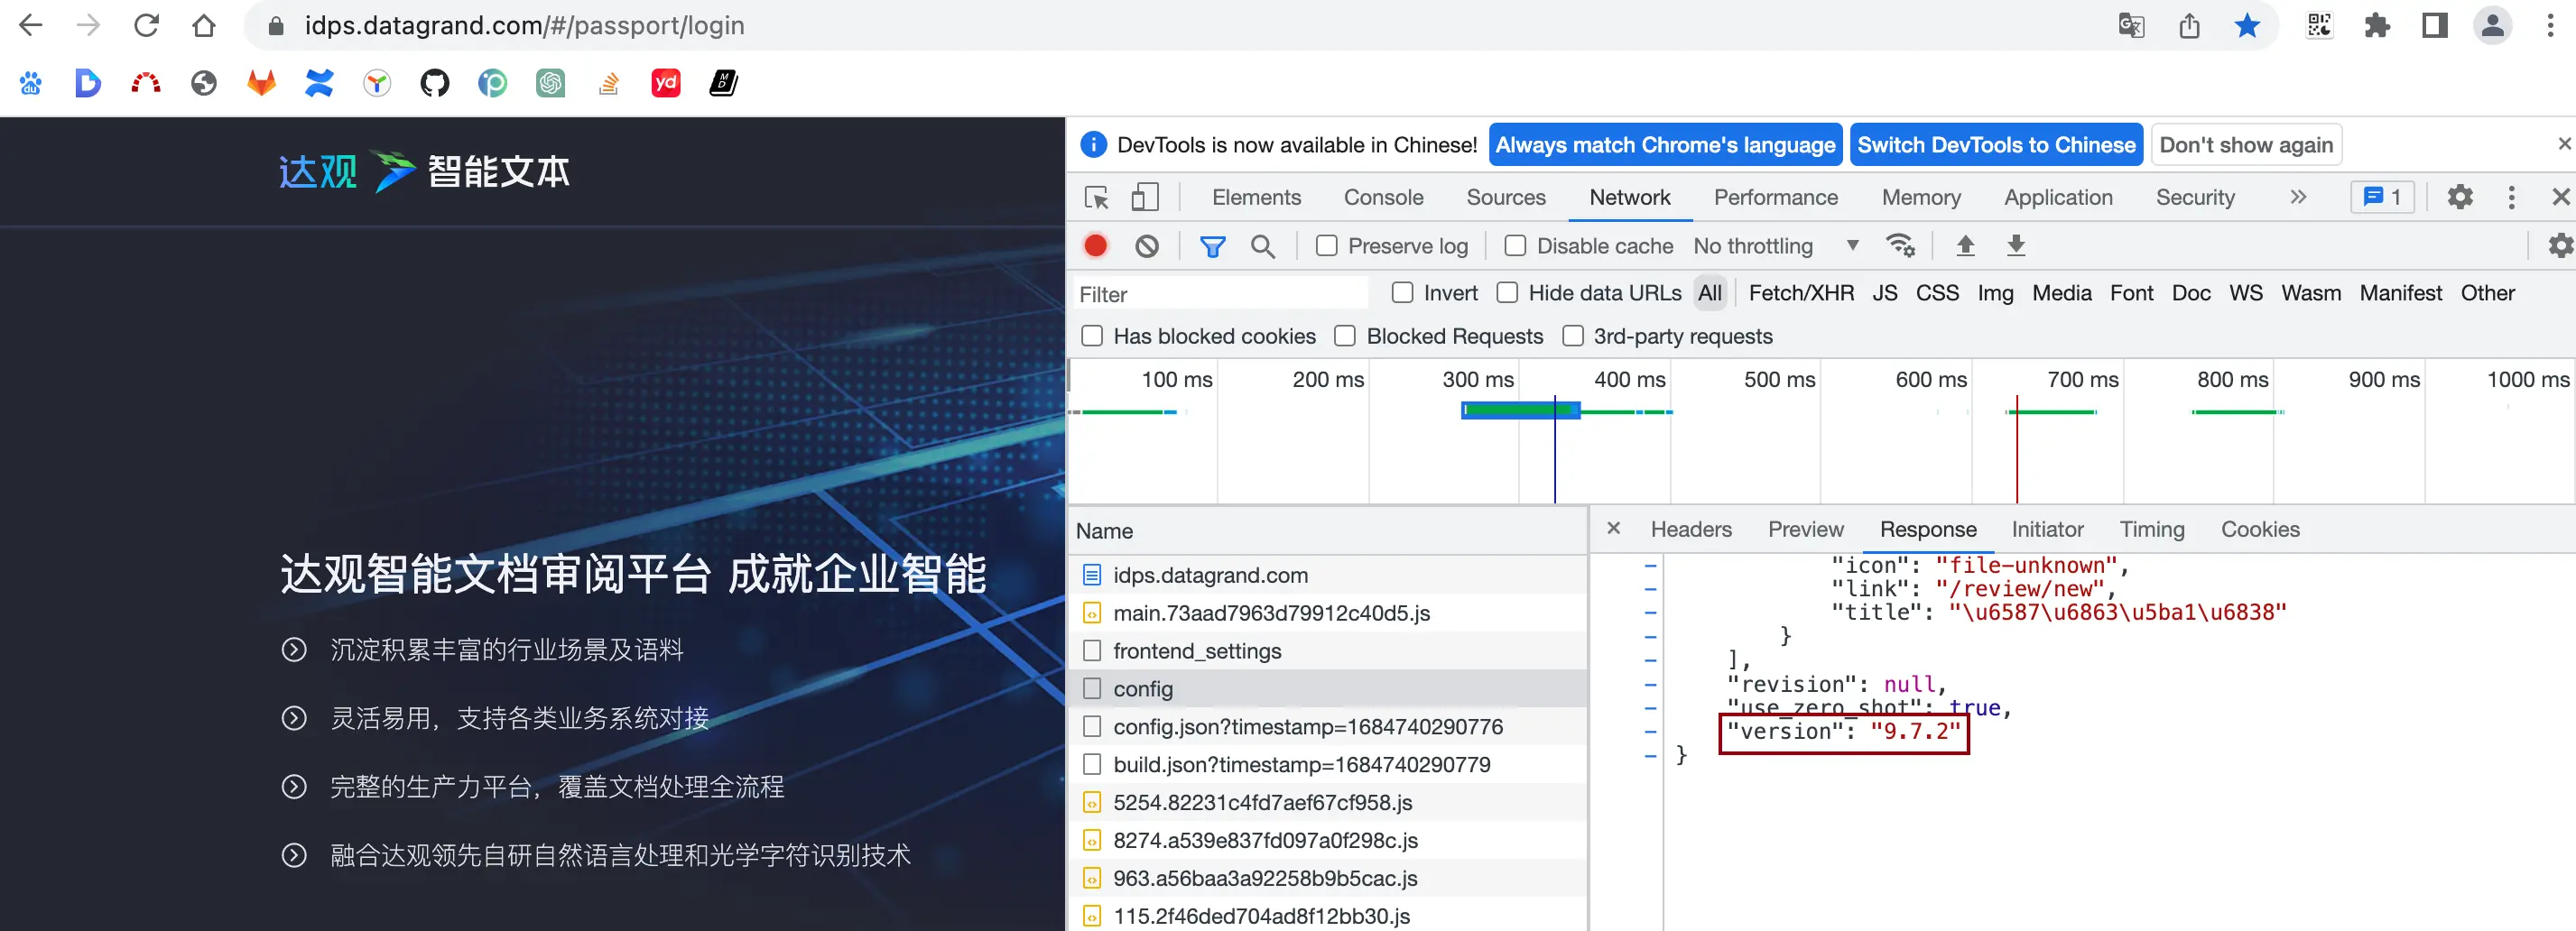 idps.datagrand.com/#/passport/login
达观 智能文本
达观智能文档审阅平台 成就企业智能
沉淀积累丰富的行业场景及语料
灵活易用，支持各类业务系统对接
完整的生产力平台，覆盖文档处理全流程
融合达观领先自研自然语言处理和光学字符识别技术
DevTools is now available in Chinese! Always match Chrome's language Switch DevTools to Chinese Don't show again
Elements Console Sources Network Performance Memory Application Security 1
Preserve log Disable cache No throttling
Filter Invert Hide data URLs All Fetch/XHR JS CSS Img Media Font Doc WS Wasm Manifest Other
Has blocked cookies Blocked Requests 3rd-party requests
100 ms 200 ms 300 ms 400 ms 500 ms 600 ms 700 ms 800 ms 900 ms 1000 ms
Name
idps.datagrand.com
main.73aad7963d79912c40d5.js
frontend_settings
config
config.json?timestamp=1684740290776
build.json?timestamp=1684740290779
5254.82231c4fd7aef67cf958.js
8274.a539e837fd097a0f298c.js
963.a56baa3a92258b9b5cac.js
115.2f46ded704ad8f12bb30.js
Headers Preview Response Initiator Timing Cookies
"icon": "file-unknown",
"link": "/review/new",
"title": "\u6587\u6863\u5ba1\u6838"
}
],
"revision": null,
"use_zero_shot": true,
"version": "9.7.2"
}